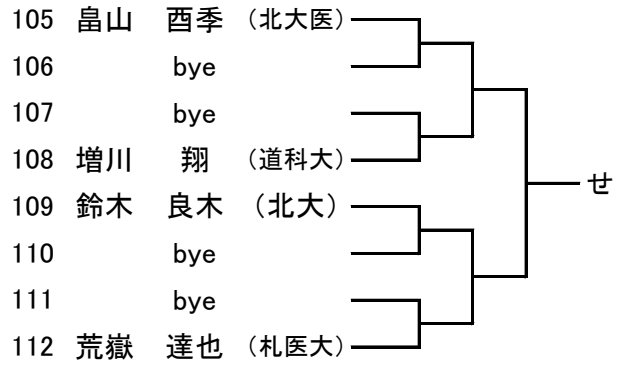 105 畠山 酉季 (北大医)
106 bye
107 bye
108 増川 翔 (道科大)
せ
109 鈴木 良木 (北大)
110 bye
111 bye
112 荒嶽 達也 (札医大)